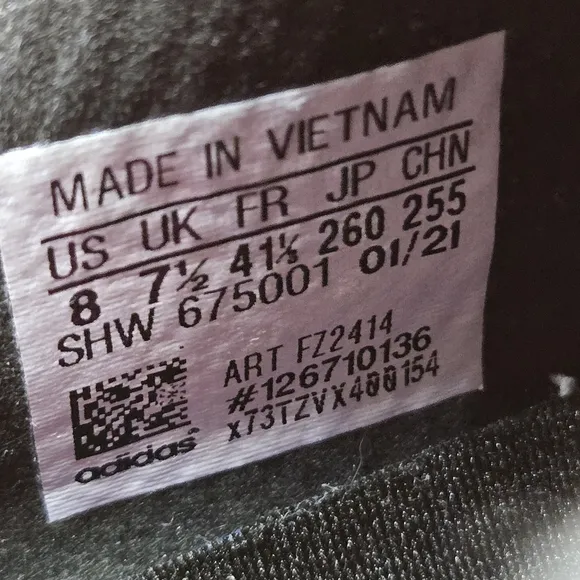 MADE IN VIETNAM
US UK FR JP CHN
8 7½ 41⅓ 260 255
SHW 675001 01/21
ART FZ2414
#126710136
X73TZVX400154
adidas